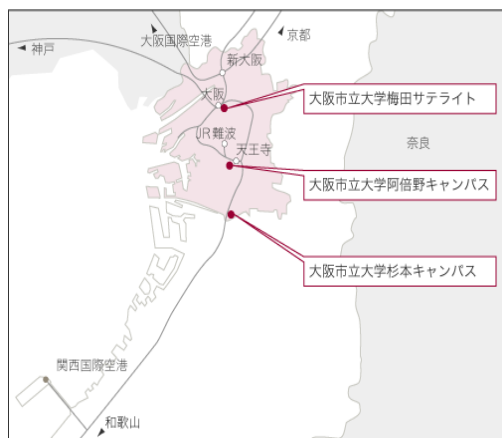 大阪国際空港
京都
神戸
新大阪
大阪
大阪市立大学梅田サテライト
JR難波
奈良
天王寺
大阪市立大学阿倍野キャンパス
大阪市立大学杉本キャンパス
関西国際空港
和歌山